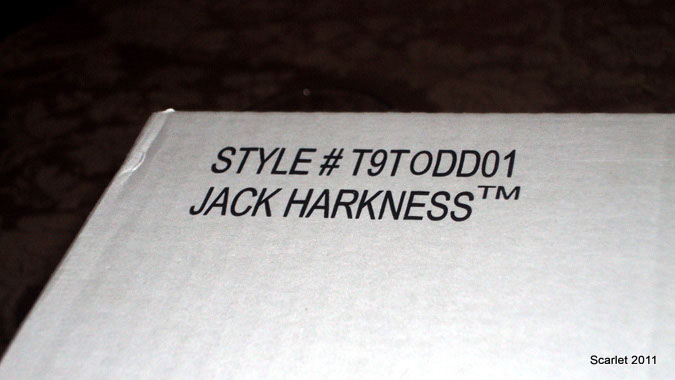 STYLE # T9TODD01
JACK HARKNESS™
Scarlet 2011